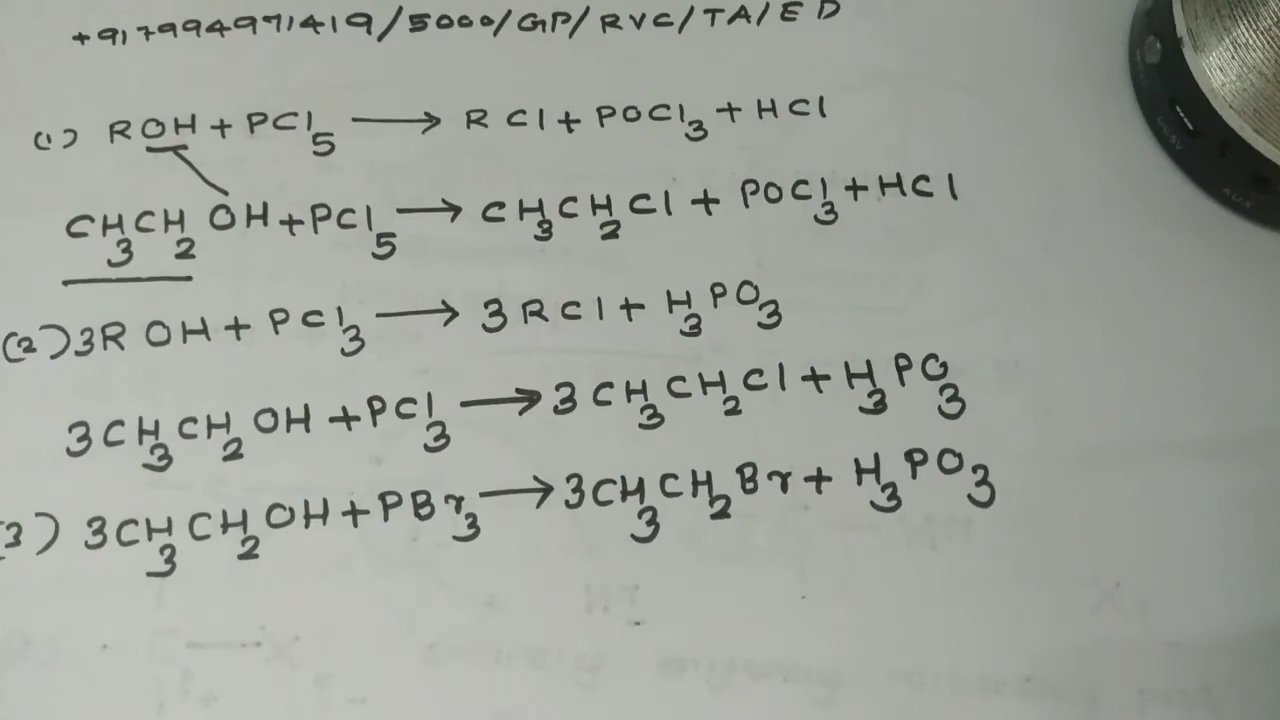 +917994971419/5000/GP/RVC/TA/ED
(1) ROH + PCl5 → RCl + POCl3 + HCl
CH3CH2OH + PCl5 → CH3CH2Cl + POCl3 + HCl
(2) 3ROH + PCl3 → 3RCl + H3PO3
3CH3CH2OH + PCl3 → 3CH3CH2Cl + H3PO3
3) 3CH3CH2OH + PBr3 → 3CH3CH2Br + H3PO3